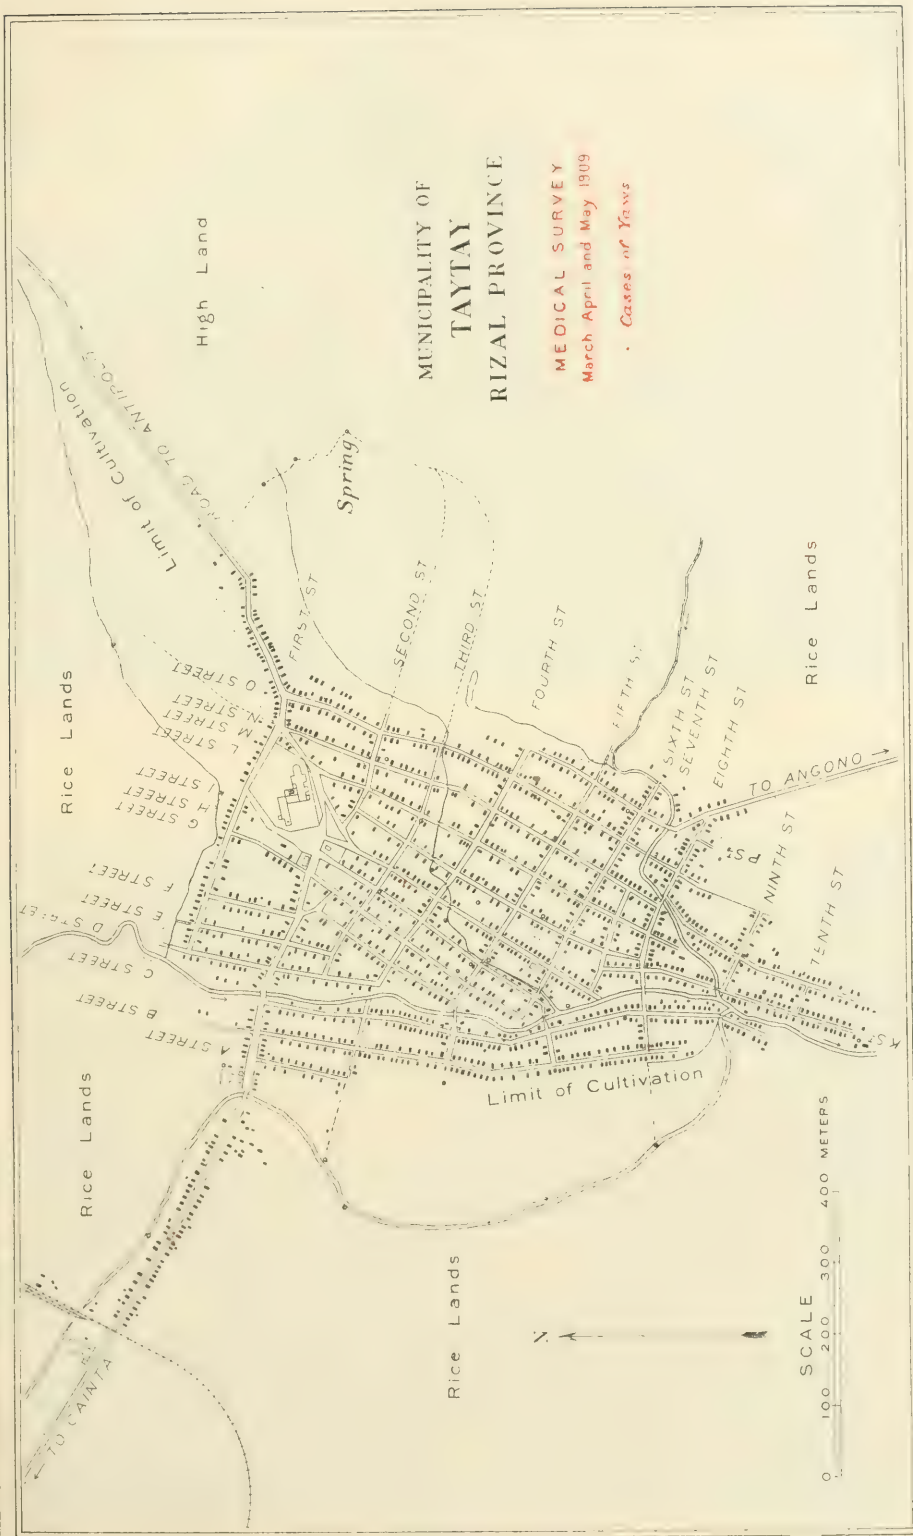 MUNICIPALITY OF
TAYTAY
RIZAL PROVINCE
MEDICAL SURVEY
March April and May 1909
. Cases of Yaws
High Land
Limit of Cultivation
ROAD TO ANTIPOLO
Spring
Rice Lands
O STREET
N. STREET
M STREET
L STREET
I STREET
H STREET
G STREET
F STREET
E STREET
D STREET
C STREET
B STREET
A STREET
FIRST ST
SECOND ST
THIRD ST
FOURTH ST
FIFTH ST
SIXTH ST
SEVENTH ST
EIGHTH ST
NINTH ST
TENTH ST
K ST
P St
TO ANGONO
Rice Lands
Limit of Cultivation
Rice Lands
TO CAINTA
Rice Lands
N
SCALE
0 100 200 300 400 METERS